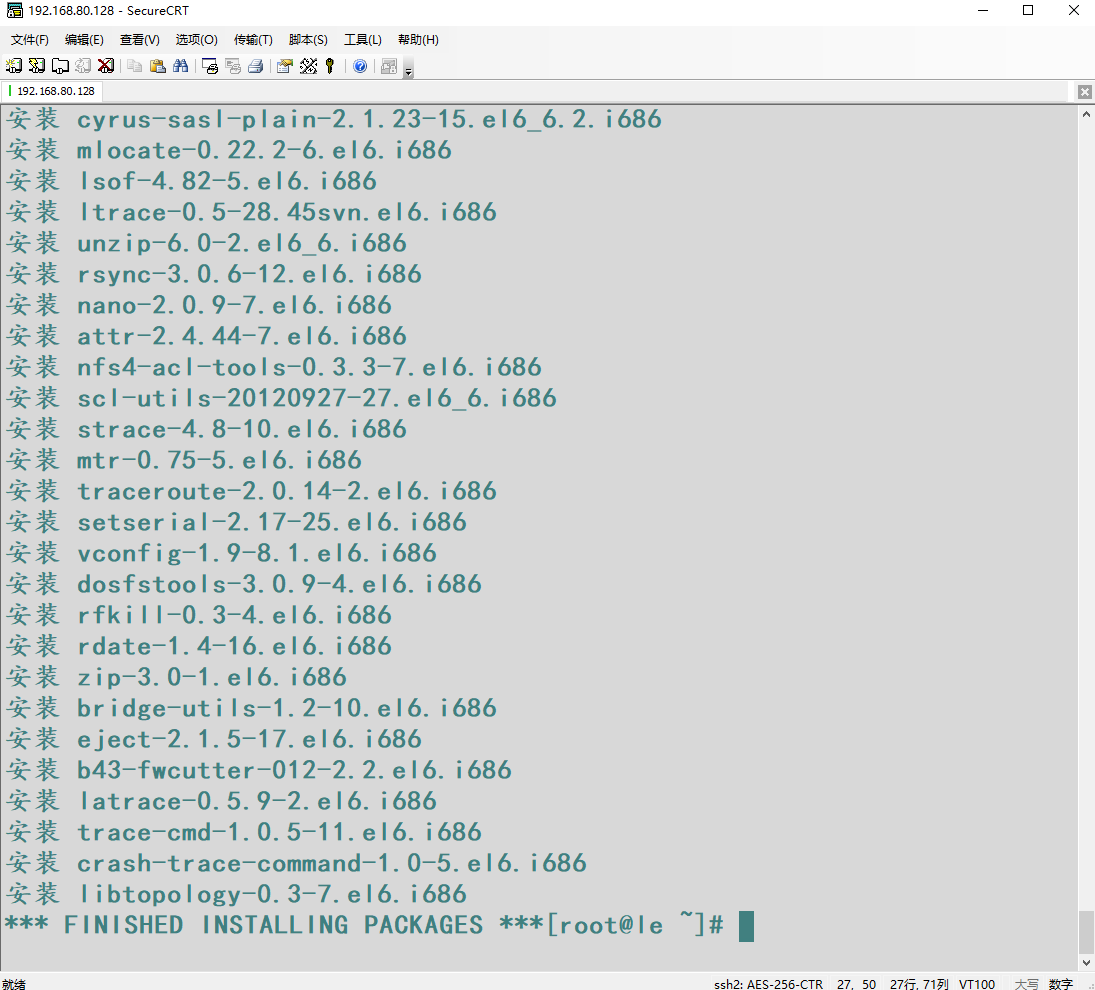 192.168.80.128 - SecureCRT
文件(F) 编辑(E) 查看(V) 选项(O) 传输(T) 脚本(S) 工具(L) 帮助(H)
192.168.80.128
安装 cyrus-sasl-plain-2.1.23-15.el6_6.2.i686
安装 mlocate-0.22.2-6.el6.i686
安装 lsof-4.82-5.el6.i686
安装 ltrace-0.5-28.45svn.el6.i686
安装 unzip-6.0-2.el6_6.i686
安装 rsync-3.0.6-12.el6.i686
安装 nano-2.0.9-7.el6.i686
安装 attr-2.4.44-7.el6.i686
安装 nfs4-acl-tools-0.3.3-7.el6.i686
安装 scl-utils-20120927-27.el6_6.i686
安装 strace-4.8-10.el6.i686
安装 mtr-0.75-5.el6.i686
安装 traceroute-2.0.14-2.el6.i686
安装 setserial-2.17-25.el6.i686
安装 vconfig-1.9-8.1.el6.i686
安装 dosfstools-3.0.9-4.el6.i686
安装 rfkill-0.3-4.el6.i686
安装 rdate-1.4-16.el6.i686
安装 zip-3.0-1.el6.i686
安装 bridge-utils-1.2-10.el6.i686
安装 eject-2.1.5-17.el6.i686
安装 b43-fwcutter-012-2.2.el6.i686
安装 latrace-0.5.9-2.el6.i686
安装 trace-cmd-1.0.5-11.el6.i686
安装 crash-trace-command-1.0-5.el6.i686
安装 libtopology-0.3-7.el6.i686
*** FINISHED INSTALLING PACKAGES ***[root@le ~]#
就绪 ssh2: AES-256-CTR 27, 50 27行, 71列 VT100 大写 数字